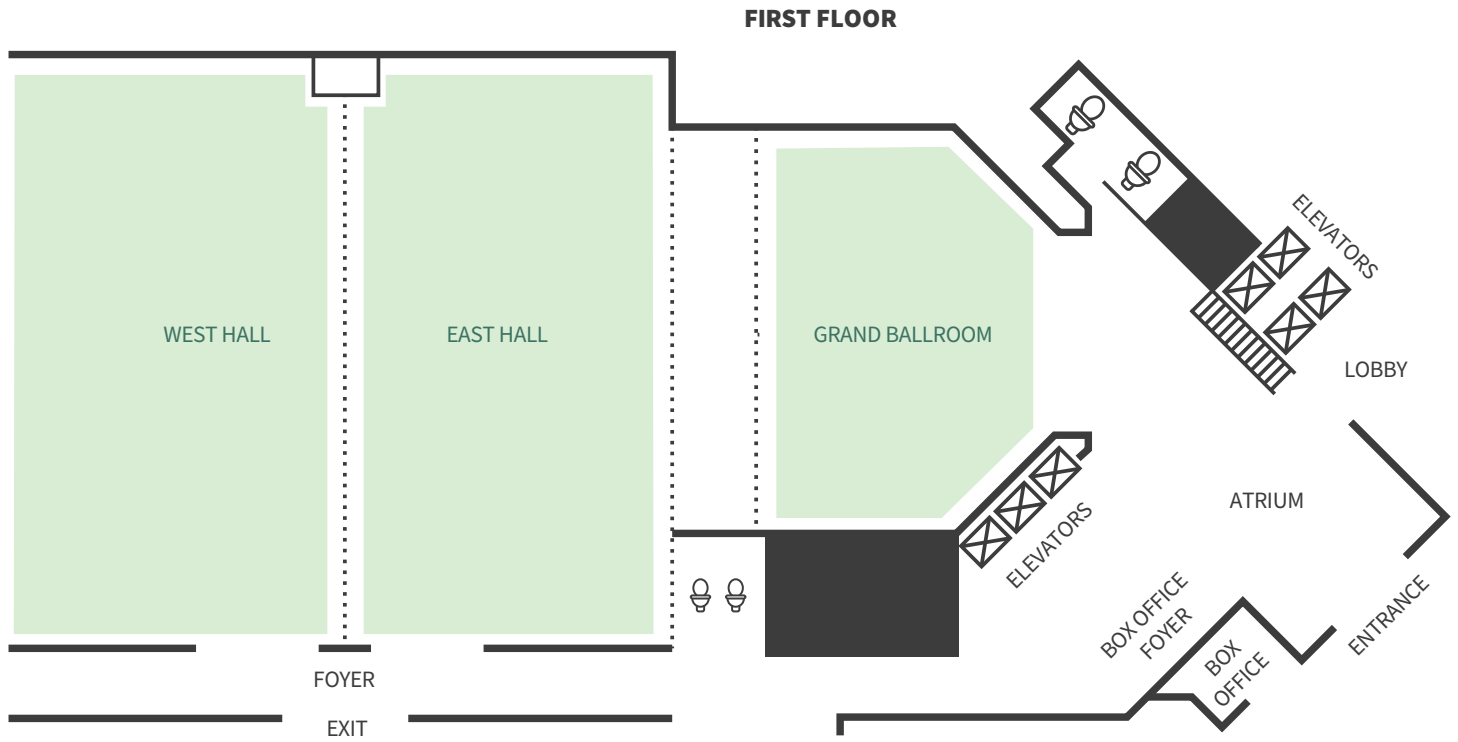 FIRST FLOOR
ELEVATORS
WEST HALL
EAST HALL
GRAND BALLROOM
LOBBY
ATRIUM
ELEVATORS
BOX OFFICE
FOYER
ENTRANCE
BOX
OFFICE
FOYER
EXIT